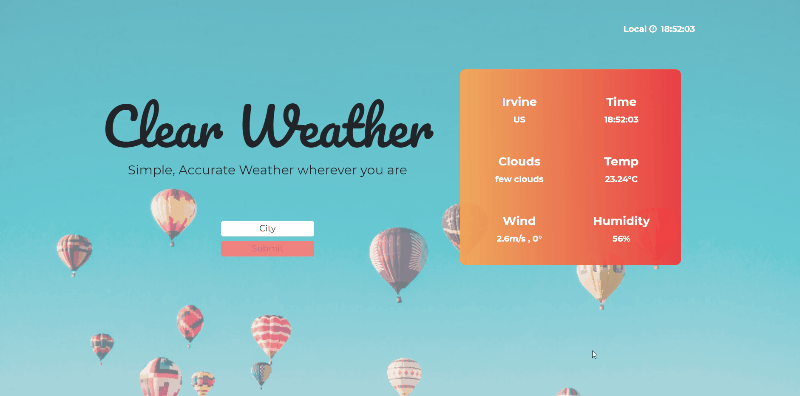 Local 18:52:03
Clear Weather
Simple, Accurate Weather wherever you are
City
Submit
Irvine
US
Time
18:52:03
Clouds
few clouds
Temp
23.24°C
Wind
2.6m/s , 0°
Humidity
56%